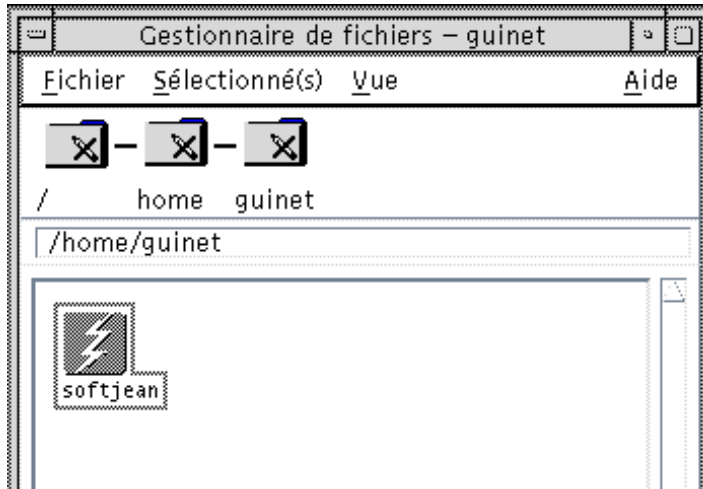 Gestionnaire de fichiers – guinet
Fichier Sélectionné(s) Vue Aide
/ home guinet
/home/guinet
softjean